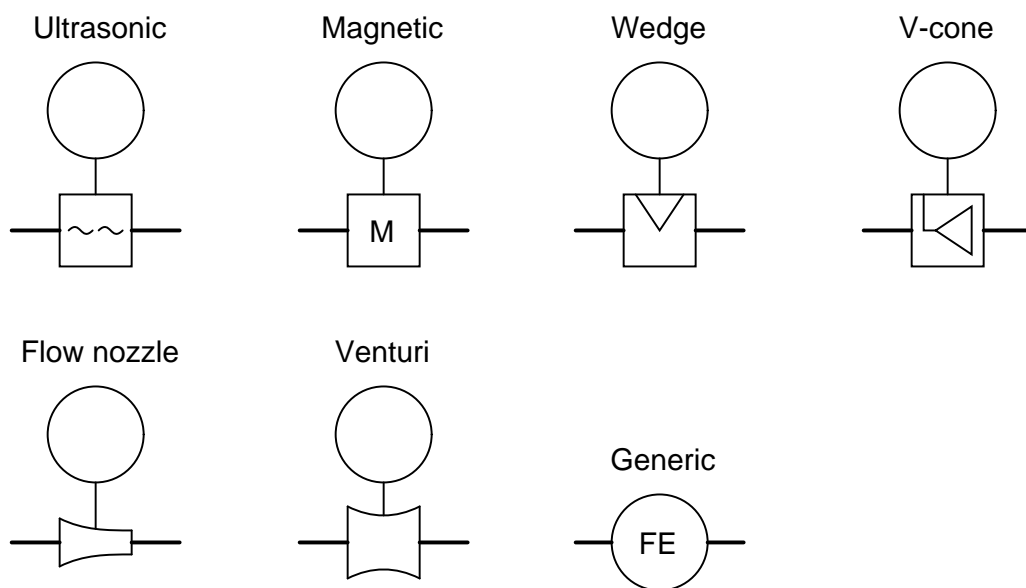 Ultrasonic
Magnetic
Wedge
V-cone
M
Flow nozzle
Venturi
Generic
FE